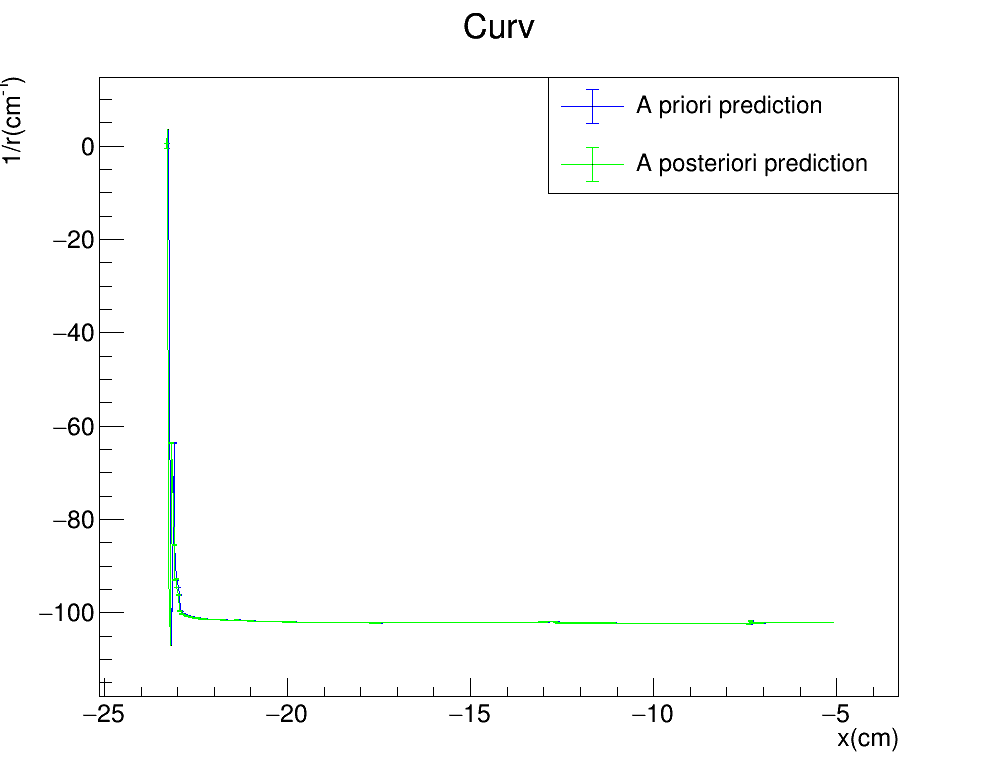 Curv
1/r(cm⁻¹)
A priori prediction
A posteriori prediction
0
−20
−40
−60
−80
−100
−25 −20 −15 −10 −5
x(cm)